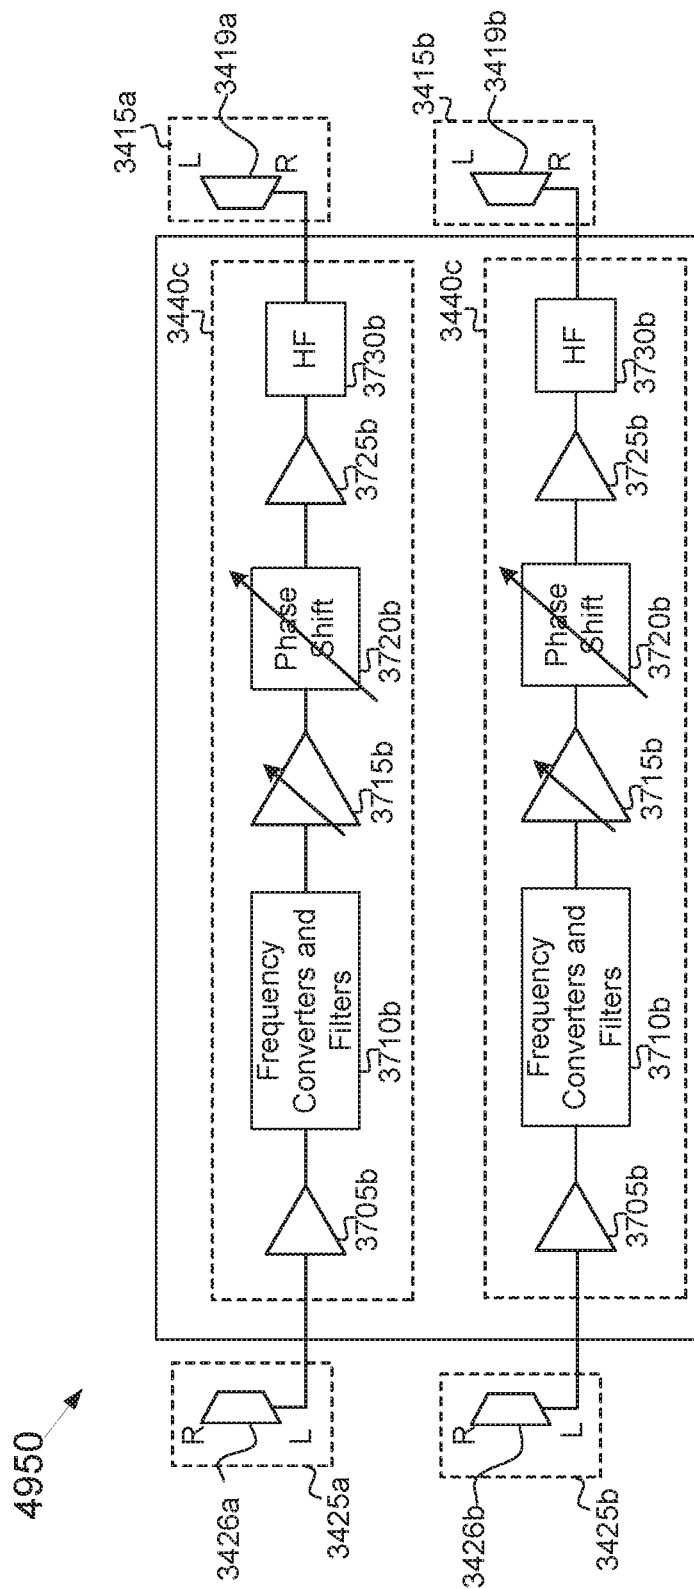 4950
3425a
3426a
R
L
3440c
3705b
Frequency
Converters and
Filters
3710b
3715b
Phase
Shift
3720b
3725b
HF
3730b
3415a
L
R
3419a
3425b
3426b
R
L
3440c
3705b
Frequency
Converters and
Filters
3710b
3715b
Phase
Shift
3720b
3725b
HF
3730b
3415b
L
R
3419b